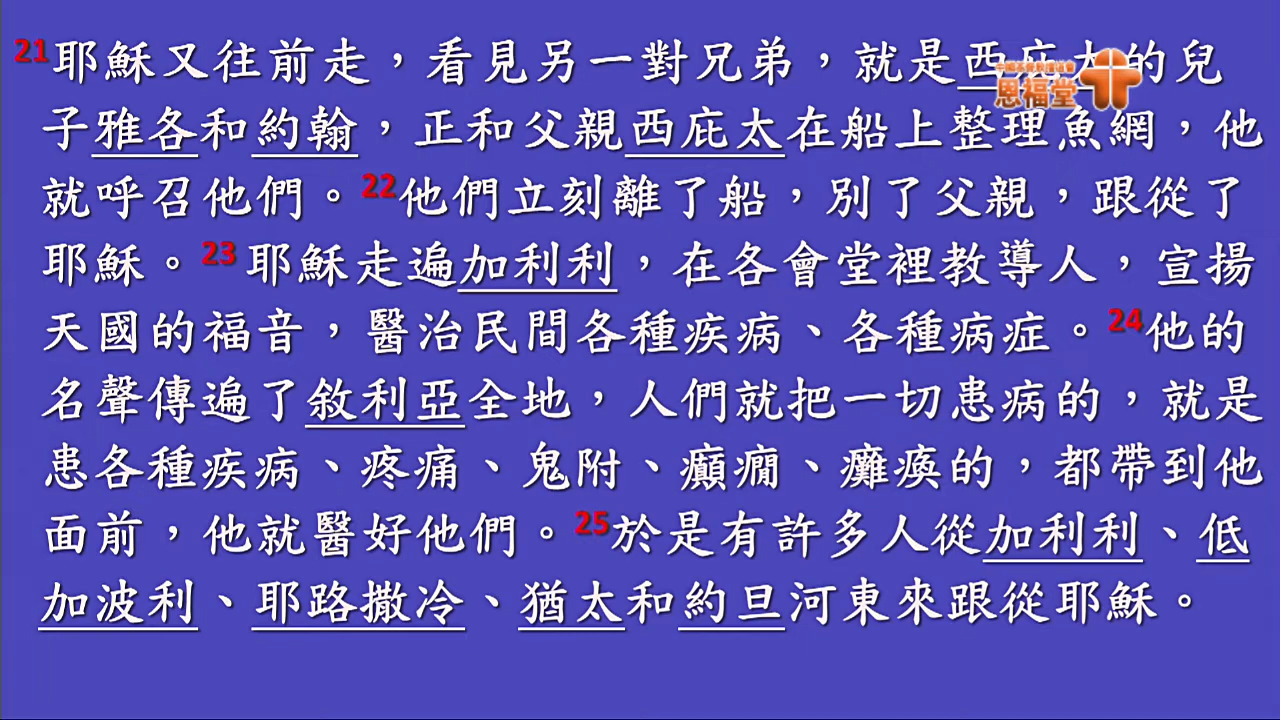 21耶穌又往前走，看見另一對兄弟，就是西庇太的兒
子雅各和約翰，正和父親西庇太在船上整理魚網，他
就呼召他們。22他們立刻離了船，別了父親，跟從了
耶穌。23 耶穌走遍加利利，在各會堂裡教導人，宣揚
天國的福音，醫治民間各種疾病、各種病症。24他的
名聲傳遍了敘利亞全地，人們就把一切患病的，就是
患各種疾病、疼痛、鬼附、癲癇、癱瘓的，都帶到他
面前，他就醫好他們。25於是有許多人從加利利、低
加波利、耶路撒冷、猶太和約旦河東來跟從耶穌。
恩福堂